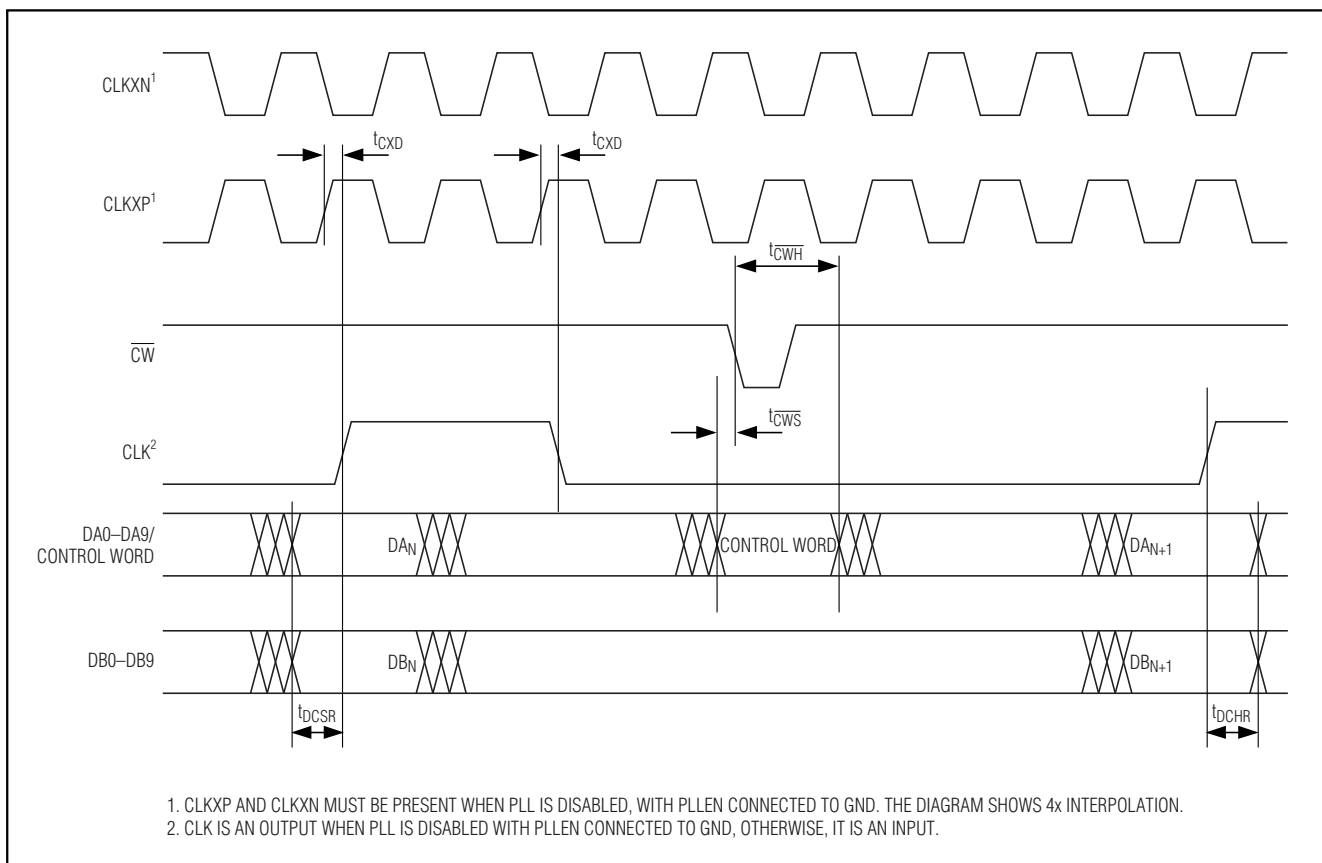 CLKXN¹
tCXD tCXD
CLKXP¹
tC̅W̅H̅
C̅W̅
tC̅W̅S̅
CLK²
DA0–DA9/
CONTROL WORD
DAN CONTROL WORD DAN+1
DB0–DB9 DBN DBN+1
tDCSR tDCHR
1. CLKXP AND CLKXN MUST BE PRESENT WHEN PLL IS DISABLED, WITH PLLEN CONNECTED TO GND. THE DIAGRAM SHOWS 4x INTERPOLATION.
2. CLK IS AN OUTPUT WHEN PLL IS DISABLED WITH PLLEN CONNECTED TO GND, OTHERWISE, IT IS AN INPUT.